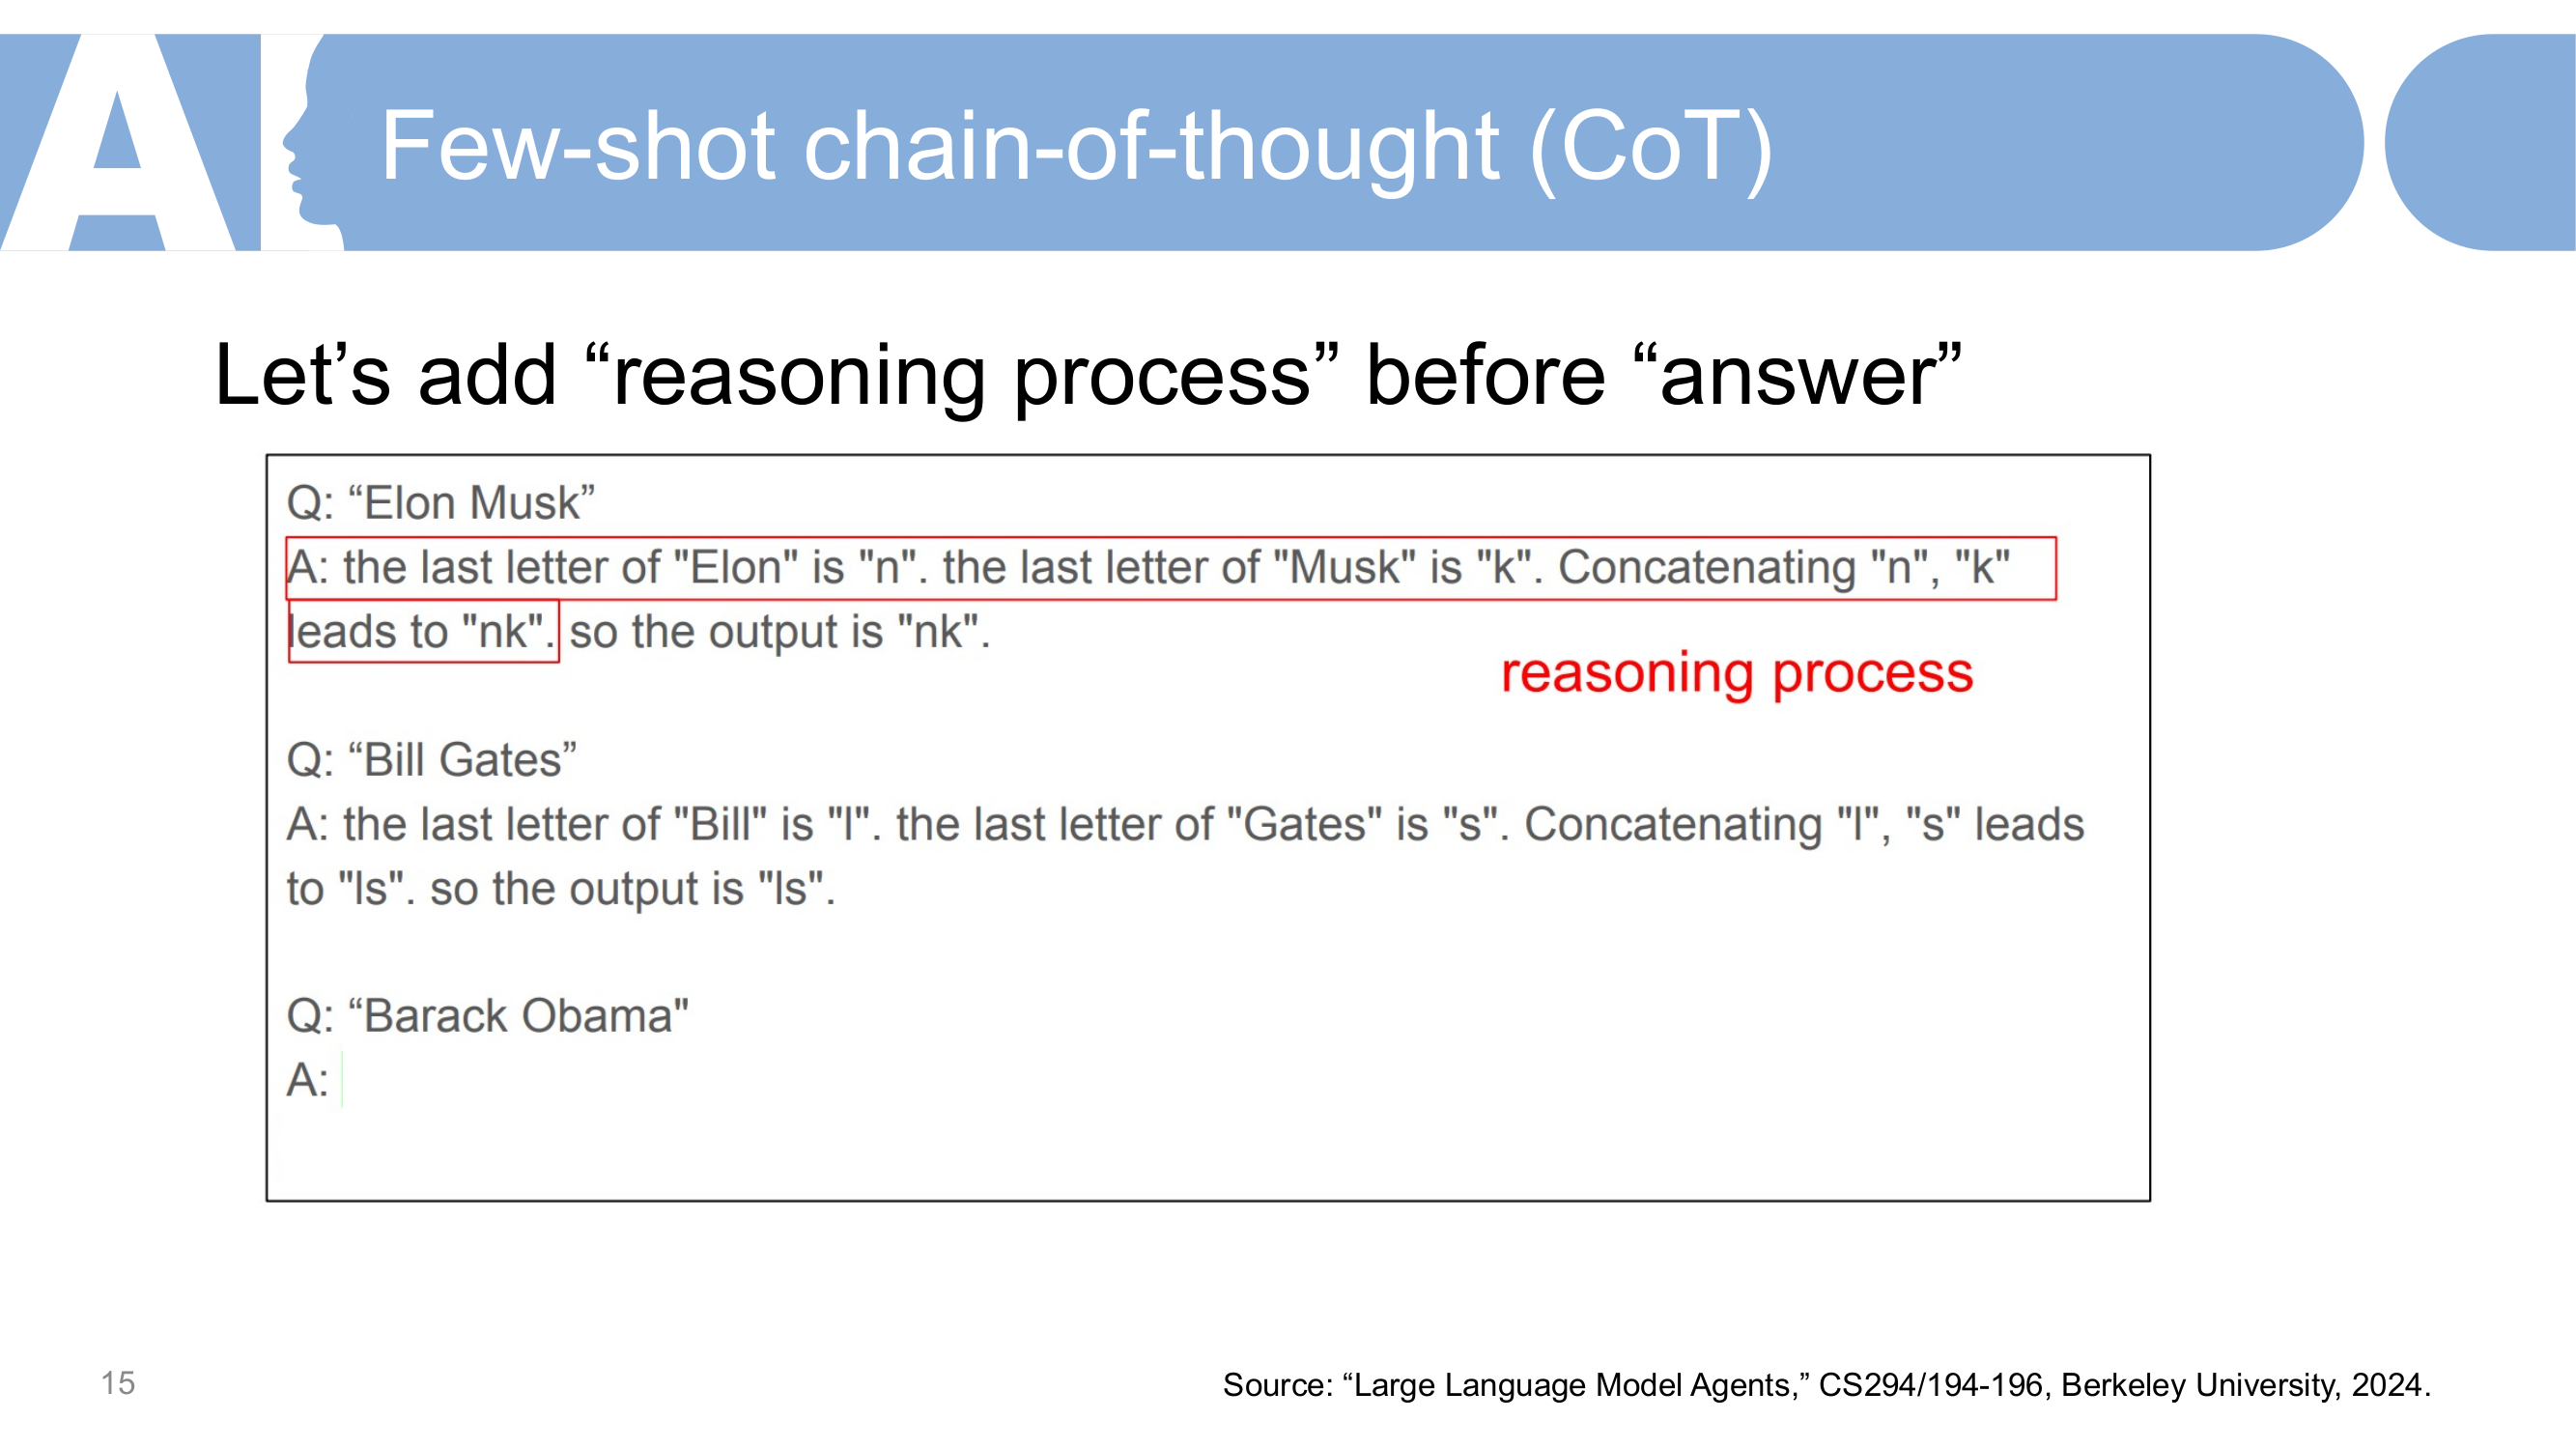 AI
Few-shot chain-of-thought (CoT)
Let’s add “reasoning process” before “answer”
Q: “Elon Musk”
A: the last letter of "Elon" is "n". the last letter of "Musk" is "k". Concatenating "n", "k"
leads to "nk". so the output is "nk".
reasoning process
Q: “Bill Gates”
A: the last letter of "Bill" is "l". the last letter of "Gates" is "s". Concatenating "l", "s" leads
to "ls". so the output is "ls".
Q: “Barack Obama"
A:
15
Source: “Large Language Model Agents,” CS294/194-196, Berkeley University, 2024.